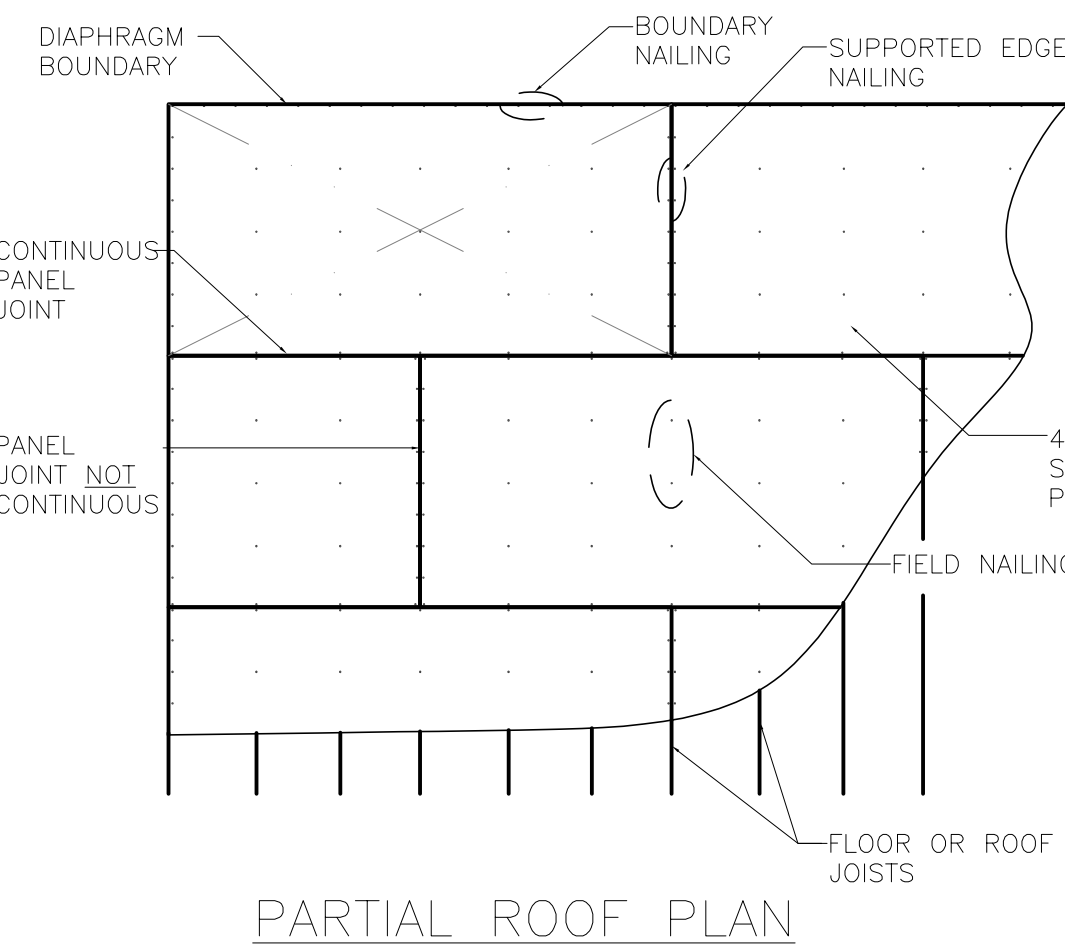 DIAPHRAGM
BOUNDARY
BOUNDARY
NAILING
SUPPORTED EDGE
NAILING
CONTINUOUS
PANEL
JOINT
PANEL
JOINT NOT
CONTINUOUS
4
S
P
FIELD NAILING
FLOOR OR ROOF
JOISTS
PARTIAL ROOF PLAN